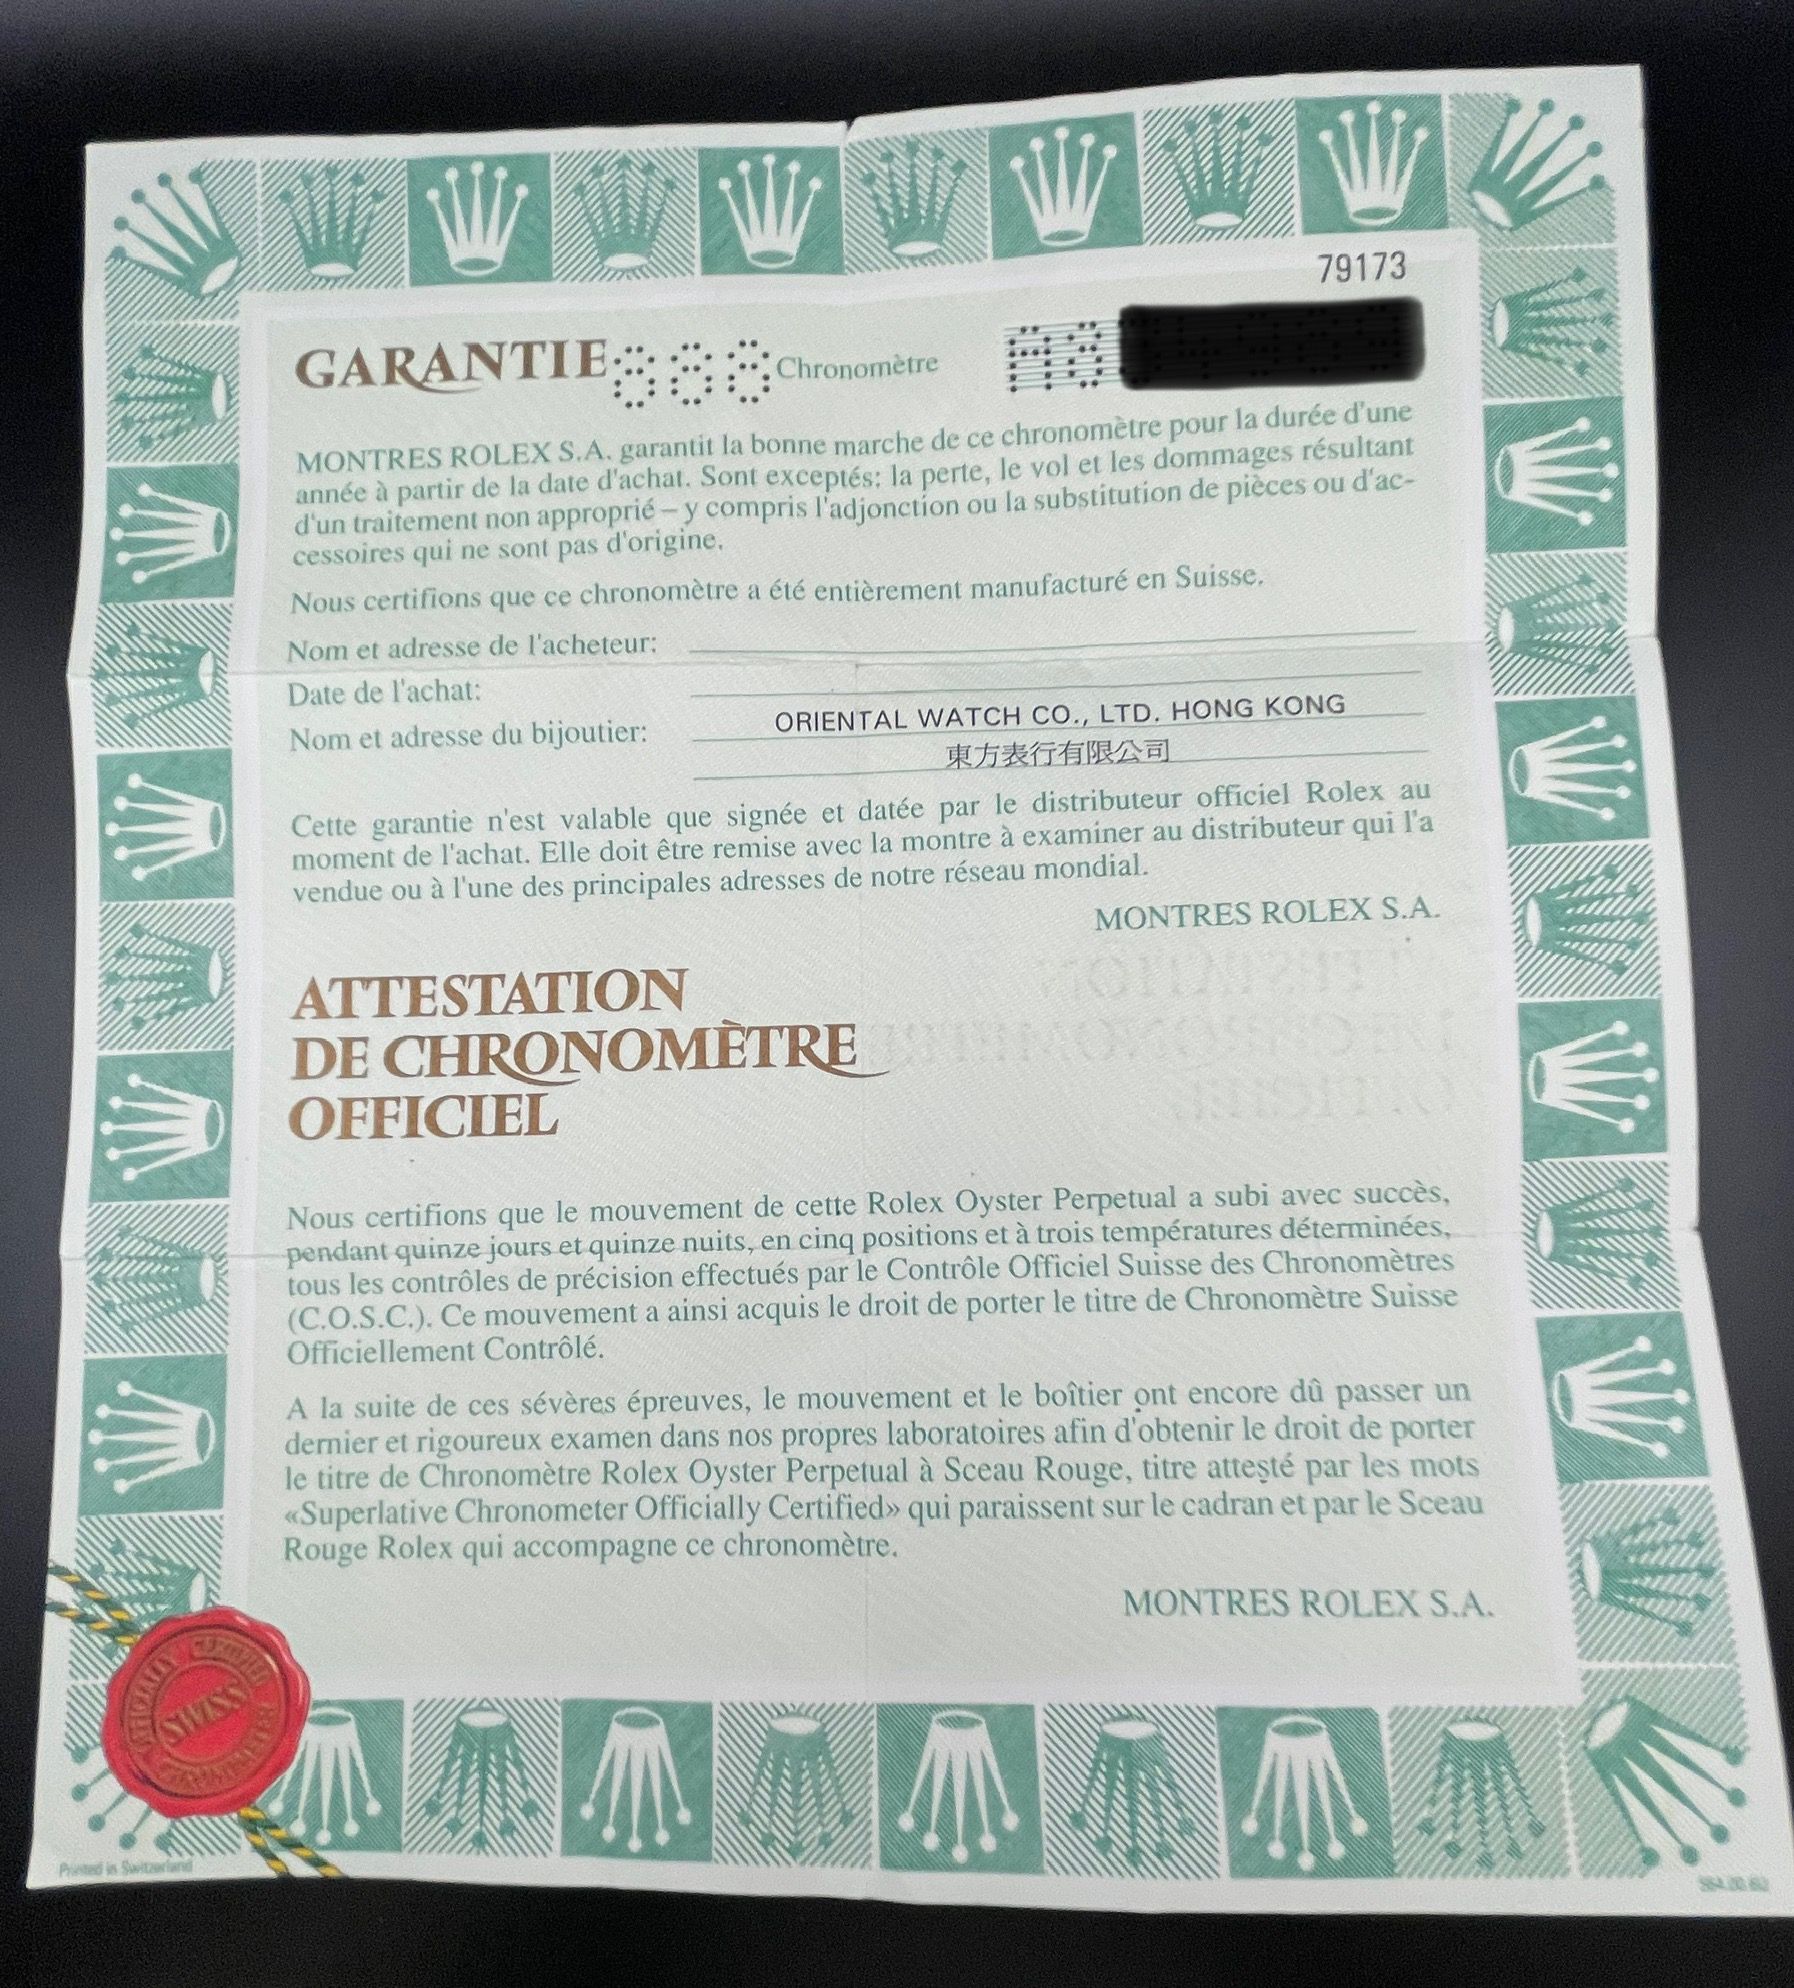 79173
GARANTIE 888 Chronomètre A8
MONTRES ROLEX S.A. garantit la bonne marche de ce chronomètre pour la durée d'une
année à partir de la date d'achat. Sont exceptés: la perte, le vol et les dommages résultant
d'un traitement non approprié – y compris l'adjonction ou la substitution de pièces ou d'ac-
cessoires qui ne sont pas d'origine.
Nous certifions que ce chronomètre a été entièrement manufacturé en Suisse.
Nom et adresse de l'acheteur:
Date de l'achat:
Nom et adresse du bijoutier: ORIENTAL WATCH CO., LTD. HONG KONG
東方表行有限公司
Cette garantie n'est valable que signée et datée par le distributeur officiel Rolex au
moment de l'achat. Elle doit être remise avec la montre à examiner au distributeur qui l'a
vendue ou à l'une des principales adresses de notre réseau mondial.
MONTRES ROLEX S.A.
ATTESTATION
DE CHRONOMÈTRE
OFFICIEL
Nous certifions que le mouvement de cette Rolex Oyster Perpetual a subi avec succès,
pendant quinze jours et quinze nuits, en cinq positions et à trois températures déterminées,
tous les contrôles de précision effectués par le Contrôle Officiel Suisse des Chronomètres
(C.O.S.C.). Ce mouvement a ainsi acquis le droit de porter le titre de Chronomètre Suisse
Officiellement Contrôlé.
A la suite de ces sévères épreuves, le mouvement et le boîtier ont encore dû passer un
dernier et rigoureux examen dans nos propres laboratoires afin d'obtenir le droit de porter
le titre de Chronomètre Rolex Oyster Perpetual à Sceau Rouge, titre attesté par les mots
«Superlative Chronometer Officially Certified» qui paraissent sur le cadran et par le Sceau
Rouge Rolex qui accompagne ce chronomètre.
MONTRES ROLEX S.A.
OFFICIALLY CERTIFIED
SWISS
CHRONOMETER
Printed in Switzerland